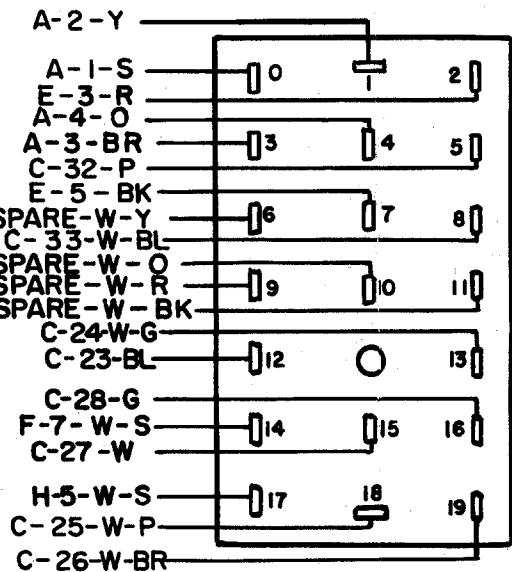 A-2-Y
A-1-S
0
1
2
E-3-R
A-4-O
A-3-BR
3
4
5
C-32-P
E-5-BK
SPARE-W-Y
6
7
8
C-33-W-BL
SPARE-W-O
SPARE-W-R
9
10
11
SPARE-W-BK
C-24-W-G
C-23-BL
12
13
C-28-G
F-7-W-S
14
15
16
C-27-W
H-5-W-S
17
18
19
C-25-W-P
C-26-W-BR